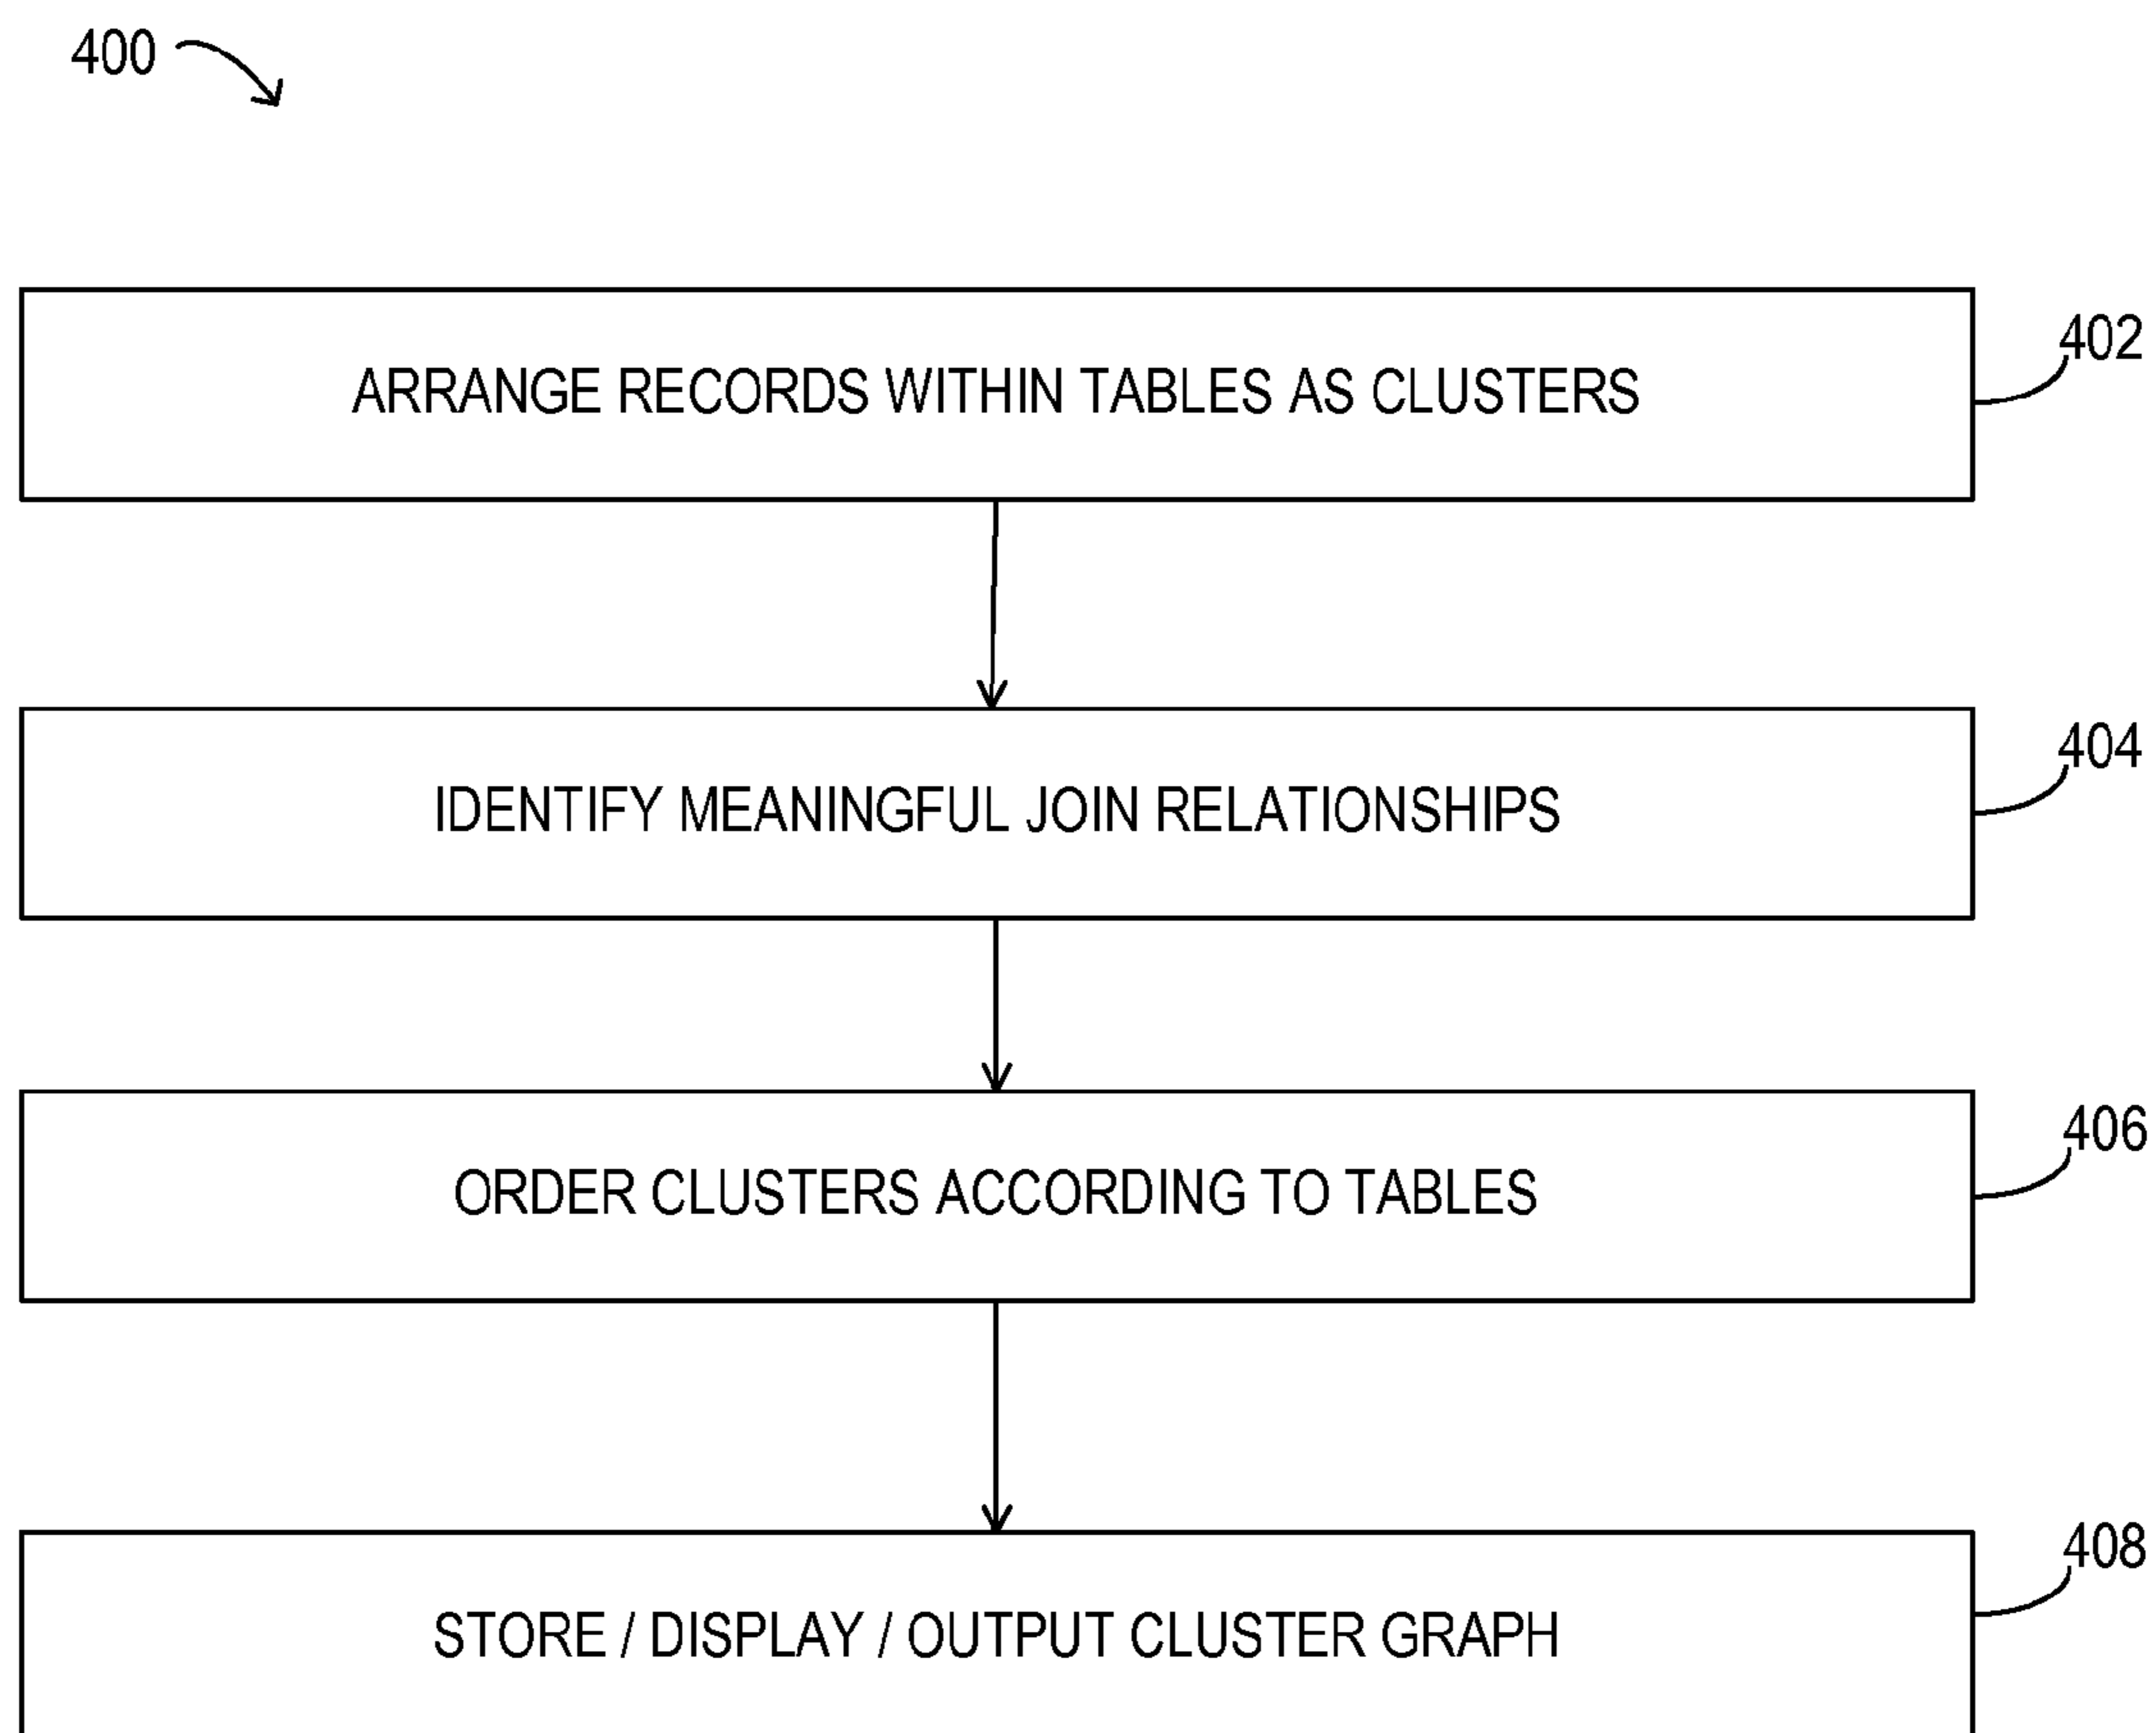 400
402
ARRANGE RECORDS WITHIN TABLES AS CLUSTERS
404
IDENTIFY MEANINGFUL JOIN RELATIONSHIPS
406
ORDER CLUSTERS ACCORDING TO TABLES
408
STORE / DISPLAY / OUTPUT CLUSTER GRAPH